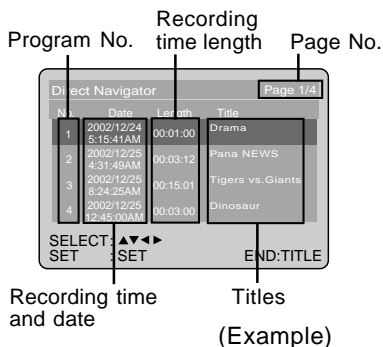 Recording
Program No. time length Page No.
Direct Navigator Page 1/4
No. Date Length Title
1 2002/12/24 5:15:41AM 00:01:00 Drama
2 2002/12/25 4:31:49AM 00:03:12 Pana NEWS
3 2002/12/25 8:24:25AM 00:15:01 Tigers vs.Giants
4 2002/12/25 12:45:00AM 00:03:00 Dinosaur
SELECT: ▲▼◄►
SET :SET END:TITLE
Recording time Titles
and date
(Example)